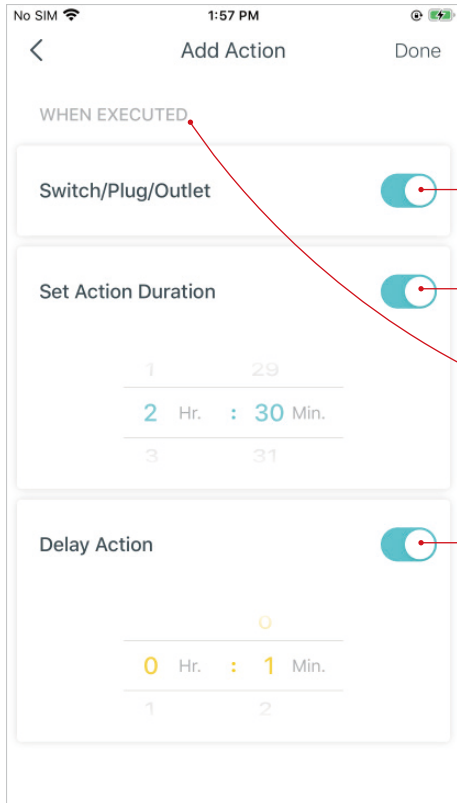 No SIM 1:57 PM
Add Action Done
WHEN EXECUTED
Switch/Plug/Outlet
Set Action Duration
1 29
2 Hr. : 30 Min.
3 31
Delay Action
0
0 Hr. : 1 Min.
1 2